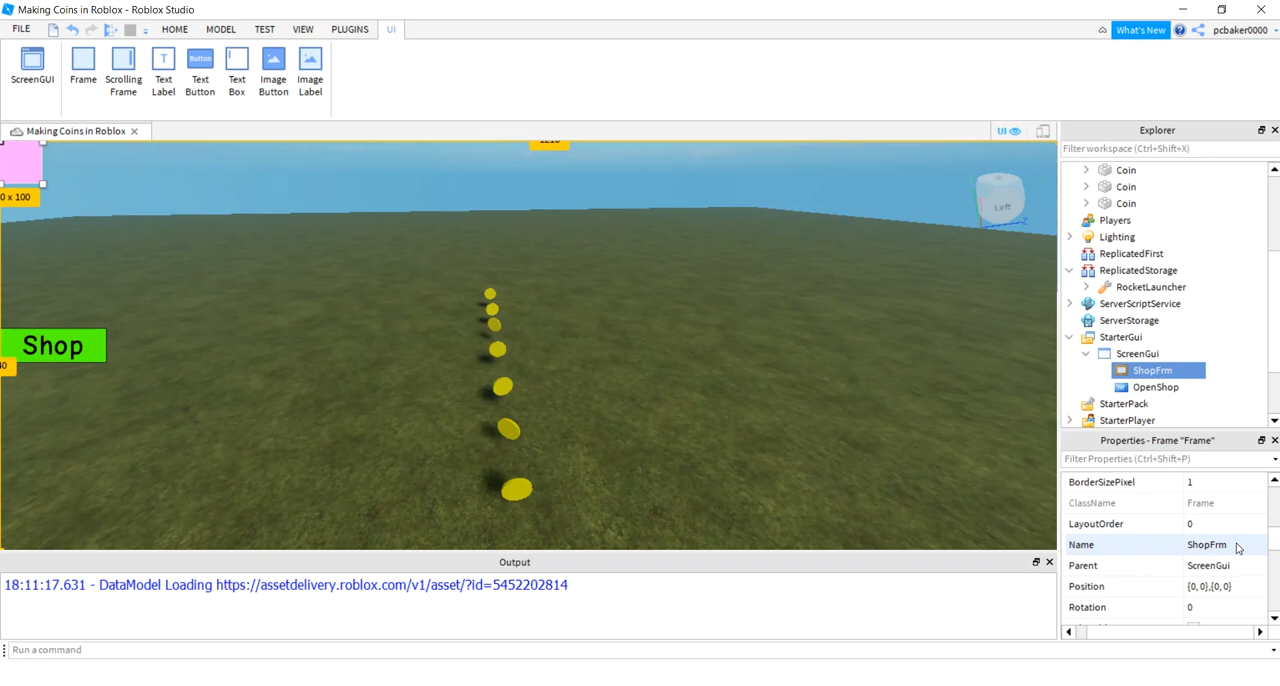 Making Coins in Roblox - Roblox Studio
FILE HOME MODEL TEST VIEW PLUGINS UI What's New ? pcbaker0000
ScreenGUI Frame Scrolling Frame Text Label Text Button Text Box Image Button Image Label
T Button
Making Coins in Roblox UI Explorer
Filter workspace (Ctrl+Shift+X)
Coin
0 x 100 Coin
Left Coin
Players
Lighting
ReplicatedFirst
ReplicatedStorage
RocketLauncher
ServerScriptService
ServerStorage
Shop StarterGui
ScreenGui
40 ShopFrm
OpenShop
StarterPack
StarterPlayer
Properties - Frame "Frame"
Filter Properties (Ctrl+Shift+P)
BorderSizePixel 1
ClassName Frame
LayoutOrder 0
Name ShopFrm
Parent ScreenGui
Position {0, 0},{0, 0}
Rotation 0
Output
18:11:17.631 - DataModel Loading https://assetdelivery.roblox.com/v1/asset/?id=5452202814
Run a command